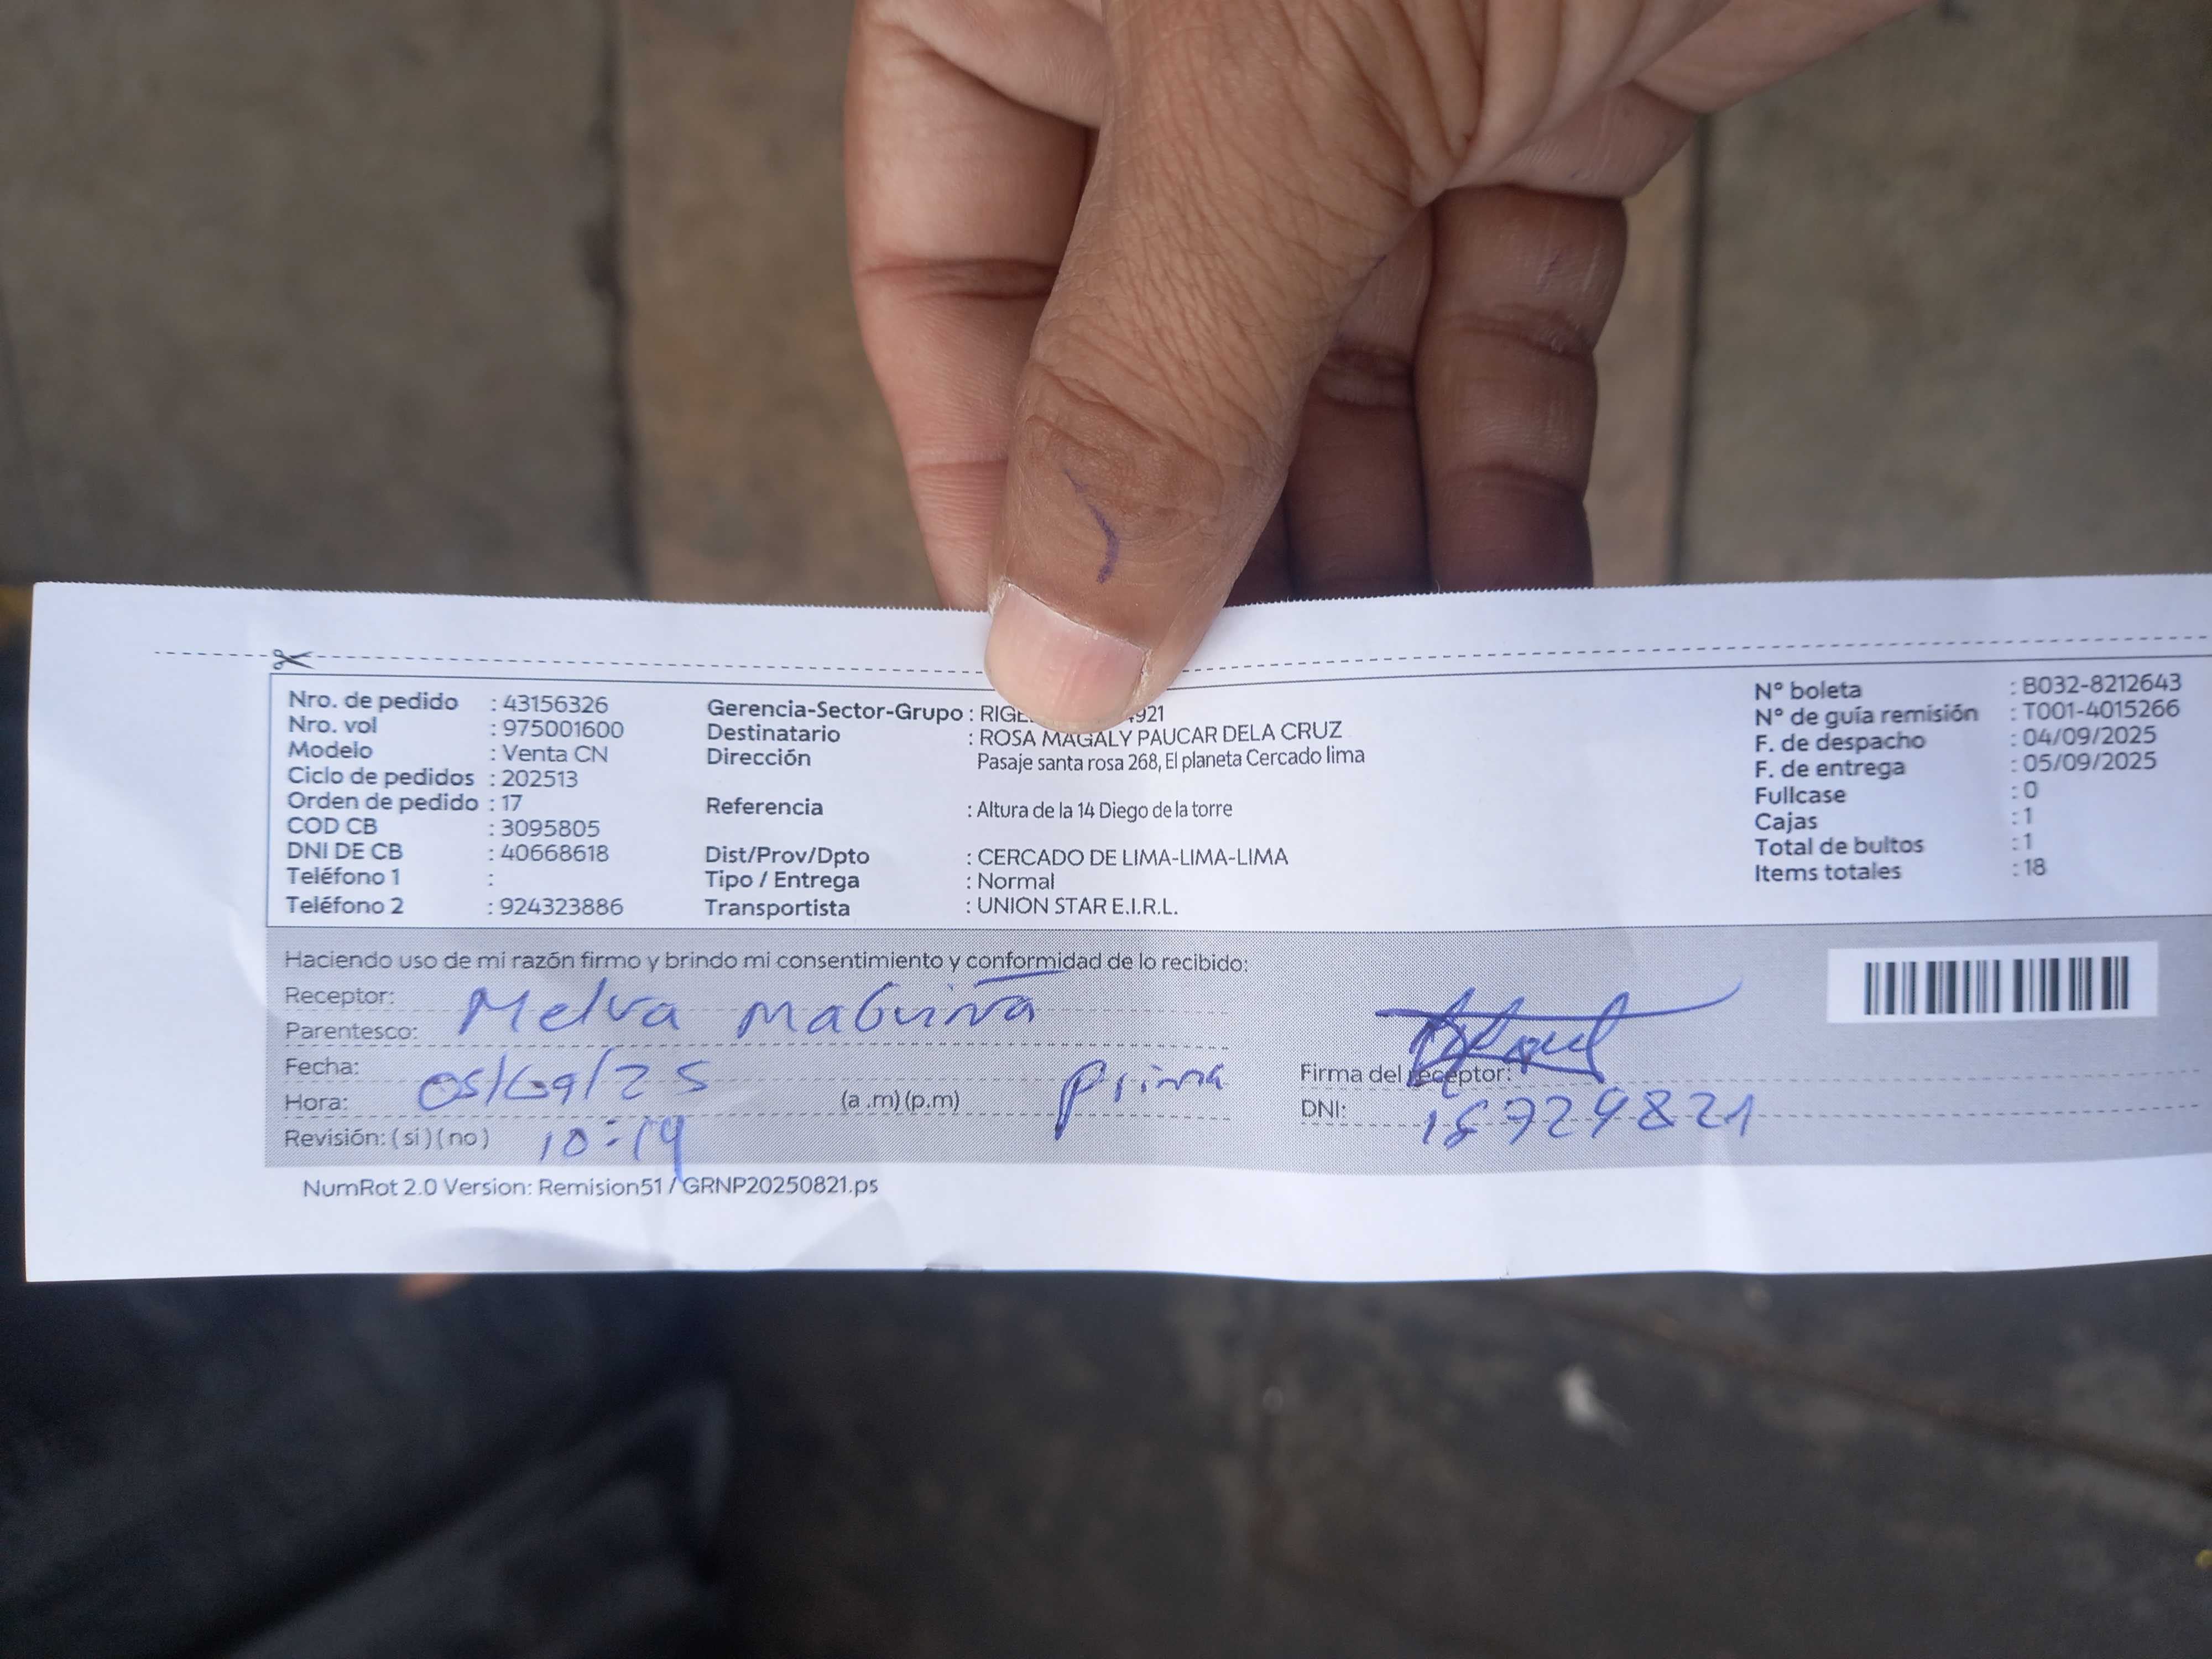 Nro. de pedido : 43156326
Nro. vol : 975001600
Modelo : Venta CN
Ciclo de pedidos : 202513
Orden de pedido : 17
COD CB : 3095805
DNI DE CB : 40668618
Teléfono 1 :
Teléfono 2 : 924323886
Gerencia-Sector-Grupo :
Destinatario : ROSA MAGALY PAUCAR DELA CRUZ
Dirección Pasaje santa rosa 268, El planeta Cercado lima
Referencia : Altura de la 14 Diego de la torre
Dist/Prov/Dpto : CERCADO DE LIMA-LIMA-LIMA
Tipo / Entrega : Normal
Transportista : UNION STAR E.I.R.L.
N° boleta : B032-8212643
N° de guía remisión : T001-4015266
F. de despacho : 04/09/2025
F. de entrega : 05/09/2025
Fullcase : 0
Cajas : 1
Total de bultos : 1
Items totales : 18
Haciendo uso de mi razón firmo y brindo mi consentimiento y conformidad de lo recibido:
Receptor: Melva maguiña
Parentesco:
Fecha: 05/09/25 prima
Hora: (a .m) (p.m)
Revisión: ( si ) ( no ) 10:19
Firma del receptor:
DNI:
NumRot 2.0 Version: Remision51 / GRNP20250821.ps